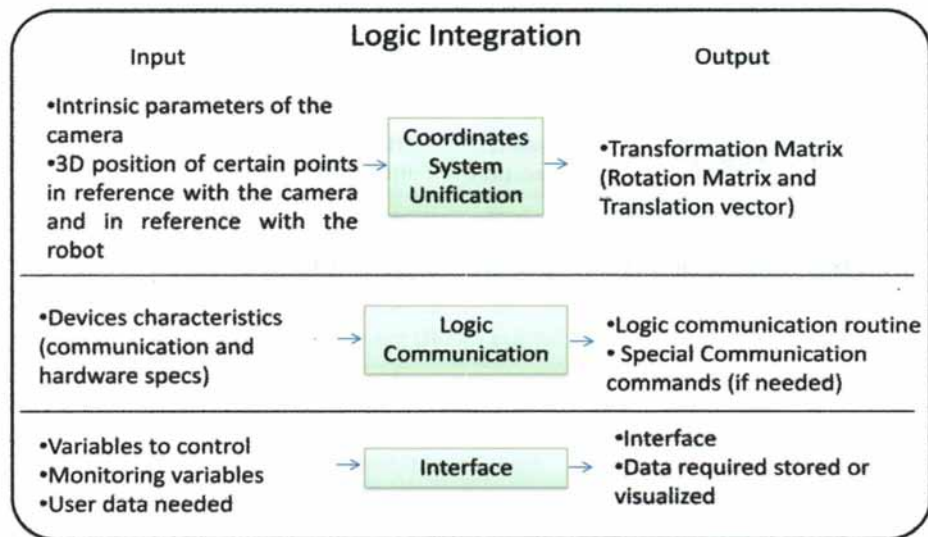 Logic Integration
Input
Output
•Intrinsic parameters of the
camera
•3D position of certain points
in reference with the camera
and in reference with the
robot
Coordinates
System
Unification
•Transformation Matrix
(Rotation Matrix and
Translation vector)
•Devices characteristics
(communication and
hardware specs)
Logic
Communication
•Logic communication routine
• Special Communication
commands (if needed)
•Variables to control
•Monitoring variables
•User data needed
Interface
•Interface
•Data required stored or
visualized